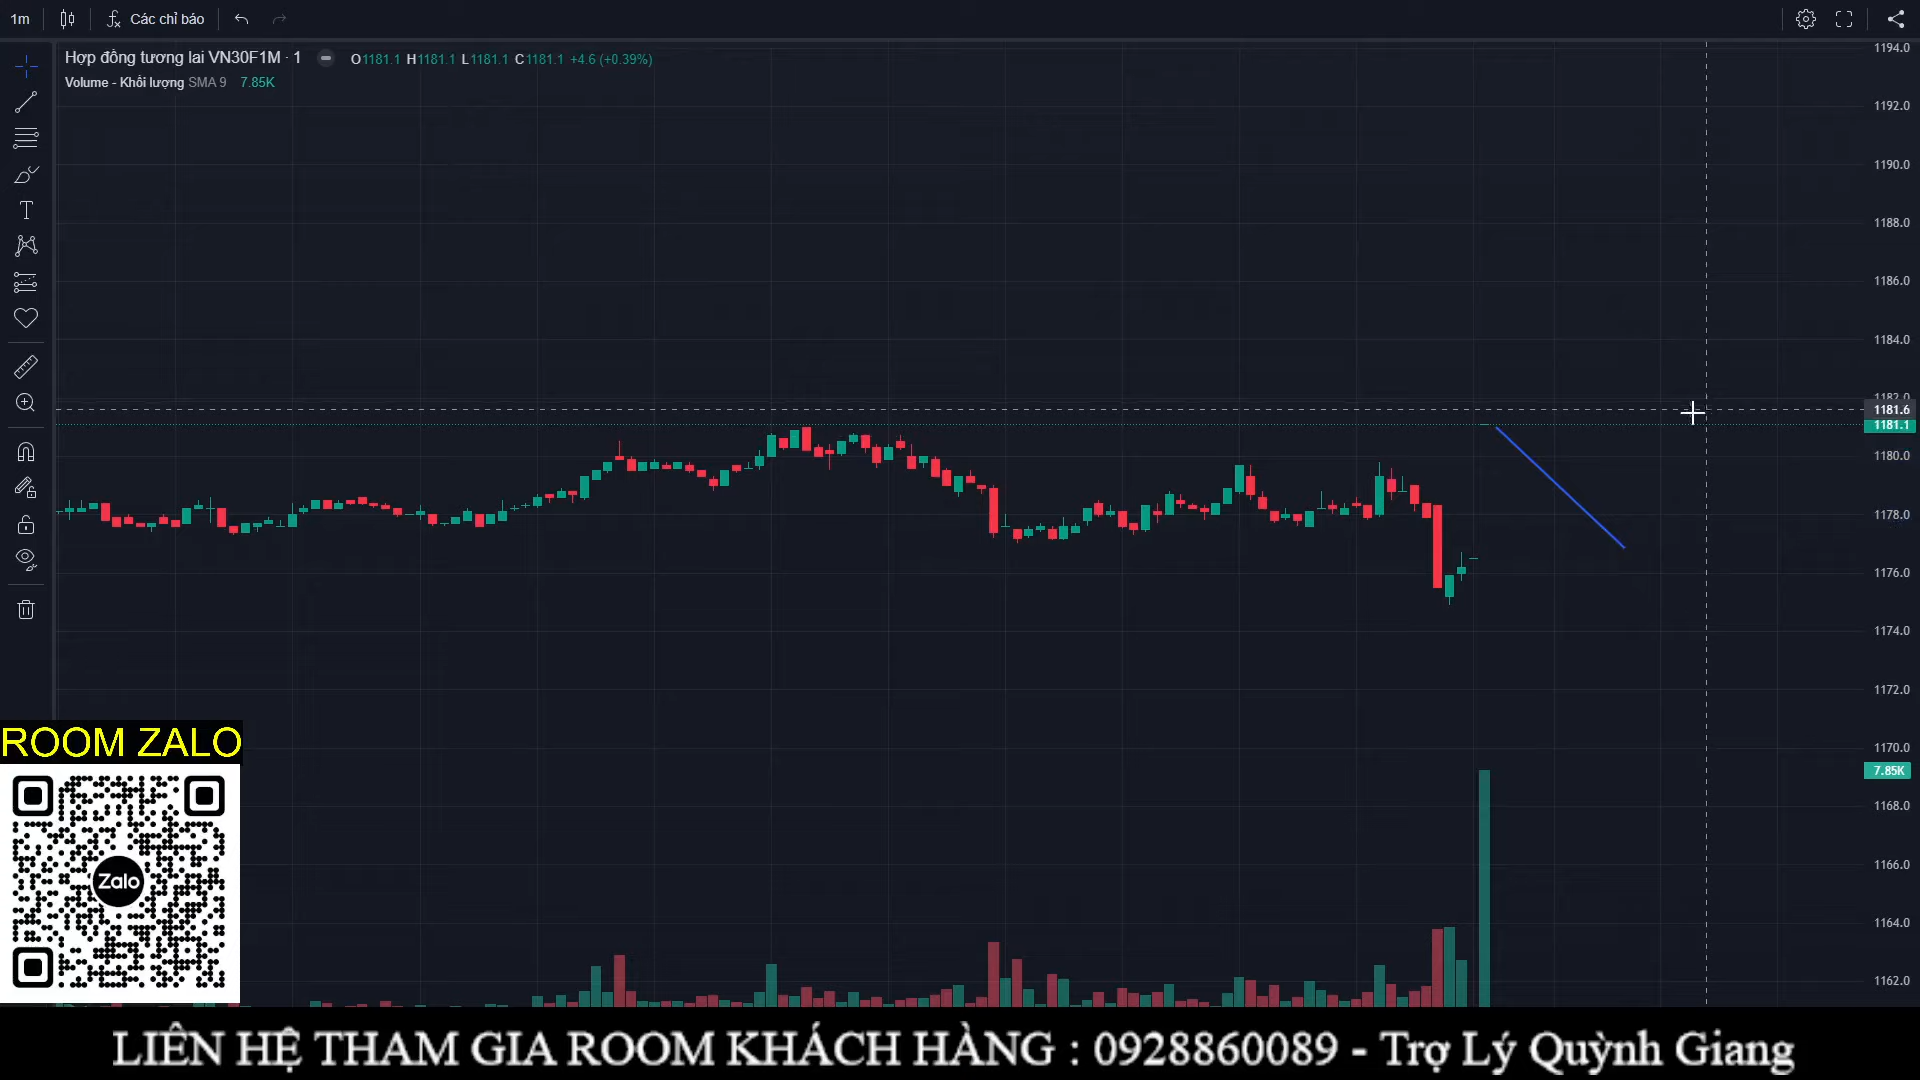 1m
Các chỉ báo
Hợp đồng tương lai VN30F1M · 1
O1181.1 H1181.1 L1181.1 C1181.1 +4.6 (+0.39%)
Volume - Khối lượng SMA 9 7.85K
1194.0
1192.0
1190.0
1188.0
1186.0
1184.0
1182.0
1181.6
1181.1
1180.0
1178.0
1176.0
1174.0
1172.0
1170.0
7.85K
1168.0
1166.0
1164.0
1162.0
ROOM ZALO
Zalo
LIÊN HỆ THAM GIA ROOM KHÁCH HÀNG : 0928860089 - Trợ Lý Quỳnh Giang